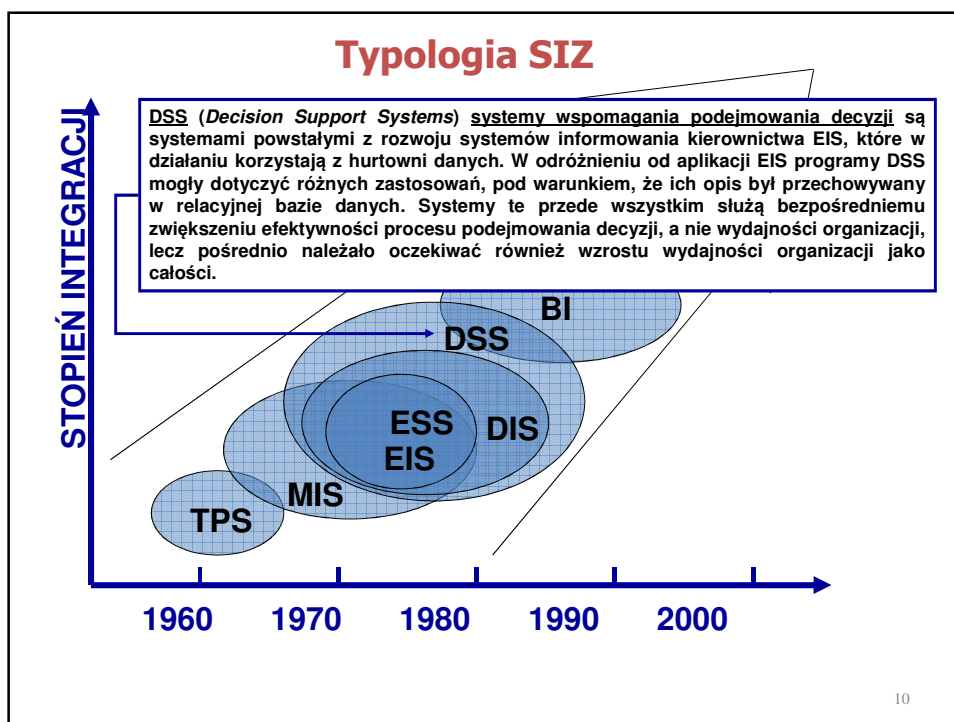 Typologia SIZ
DSS (Decision Support Systems) systemy wspomagania podejmowania decyzji są
systemami powstałymi z rozwoju systemów informowania kierownictwa EIS, które w
działaniu korzystają z hurtowni danych. W odróżnieniu od aplikacji EIS programy DSS
mogły dotyczyć różnych zastosowań, pod warunkiem, że ich opis był przechowywany
w relacyjnej bazie danych. Systemy te przede wszystkim służą bezpośredniemu
zwiększeniu efektywności procesu podejmowania decyzji, a nie wydajności organizacji,
lecz pośrednio należało oczekiwać również wzrostu wydajności organizacji jako
całości.
STOPIEŃ INTEGRACJI
BI
DSS
ESS
DIS
EIS
MIS
TPS
1960 1970 1980 1990 2000
10